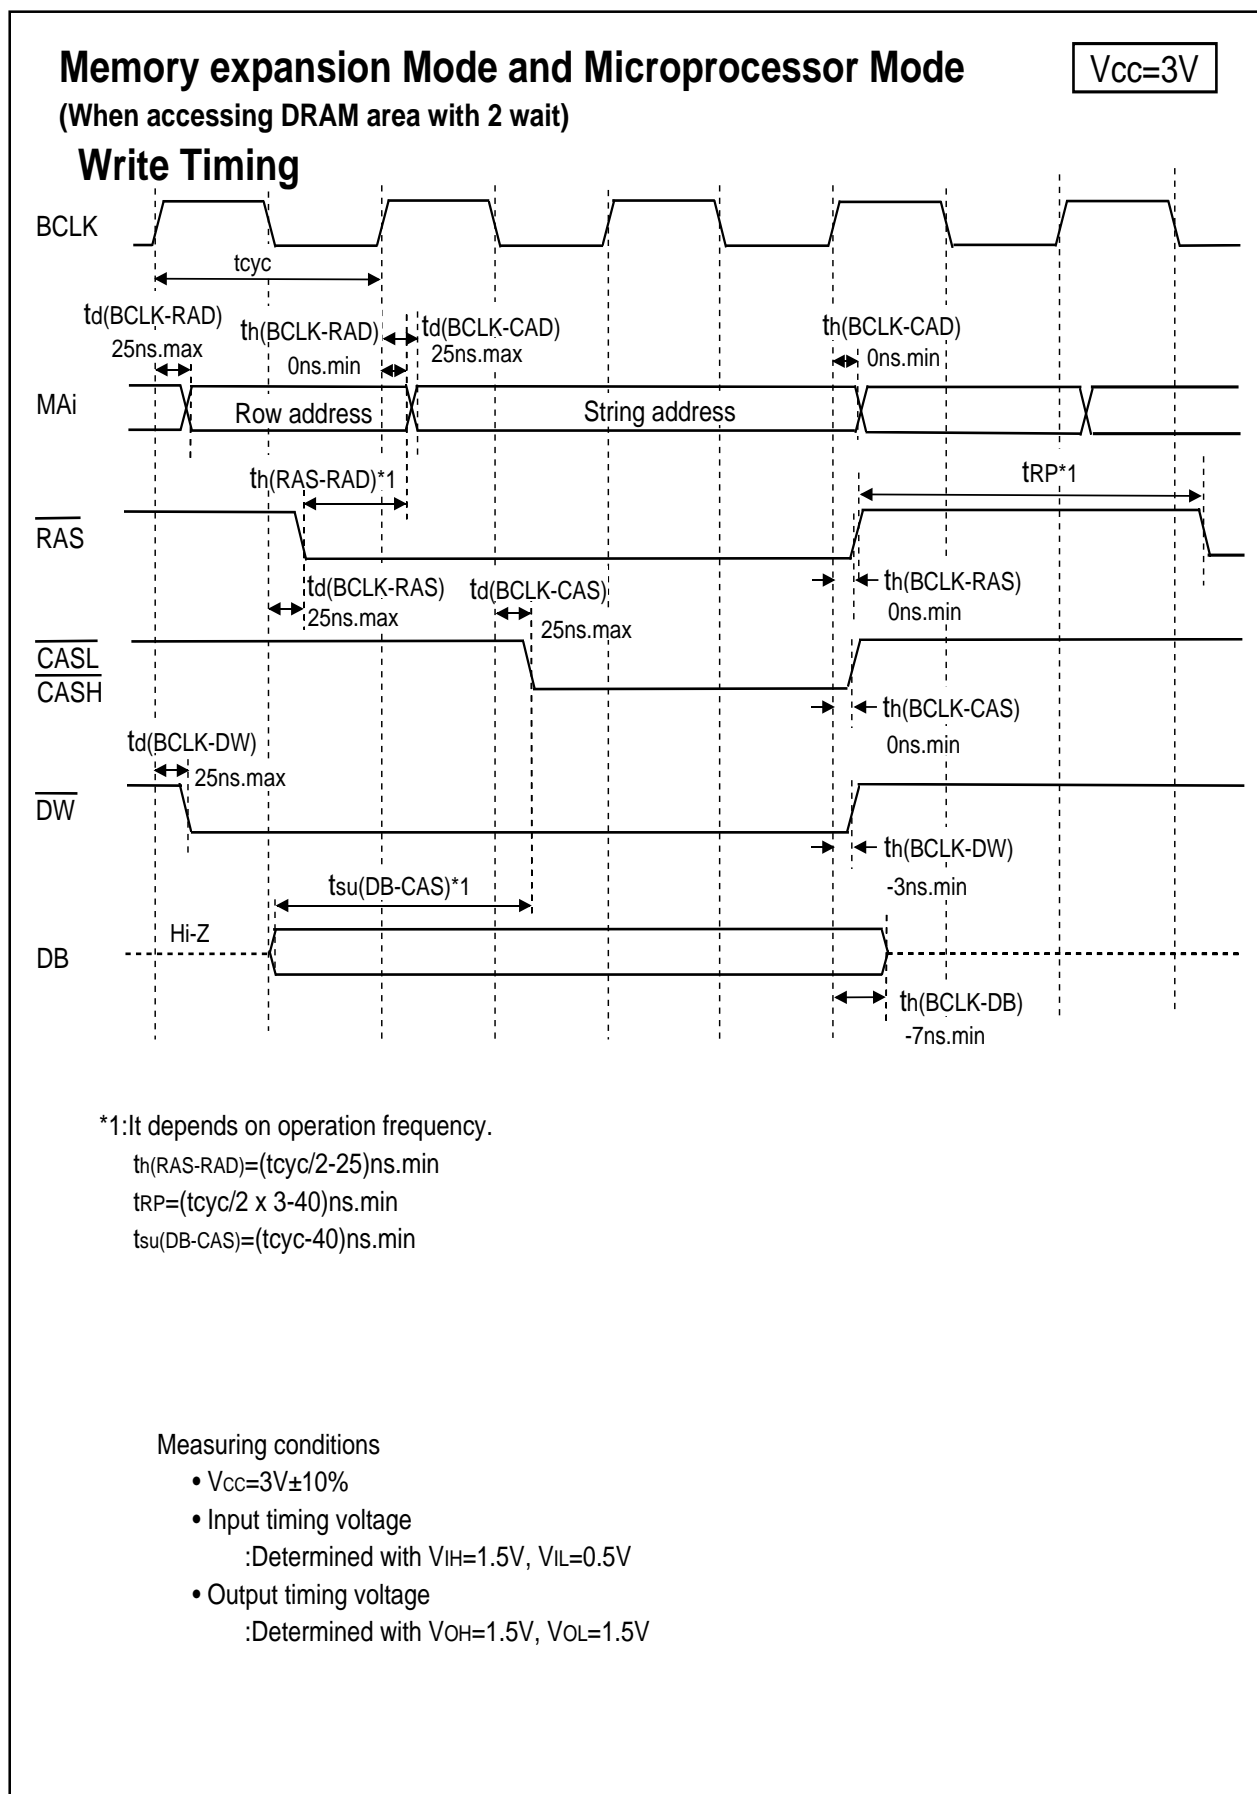 Memory expansion Mode and Microprocessor Mode
Vcc=3V
(When accessing DRAM area with 2 wait)
Write Timing
BCLK
tcyc
td(BCLK-RAD)
25ns.max
th(BCLK-RAD)
0ns.min
td(BCLK-CAD)
25ns.max
th(BCLK-CAD)
0ns.min
MAi
Row address
String address
th(RAS-RAD)*1
tRP*1
RAS
td(BCLK-RAS)
25ns.max
td(BCLK-CAS)
25ns.max
th(BCLK-RAS)
0ns.min
CASL
CASH
th(BCLK-CAS)
0ns.min
td(BCLK-DW)
25ns.max
DW
th(BCLK-DW)
-3ns.min
tsu(DB-CAS)*1
Hi-Z
DB
th(BCLK-DB)
-7ns.min
*1:It depends on operation frequency.
th(RAS-RAD)=(tcyc/2-25)ns.min
tRP=(tcyc/2 x 3-40)ns.min
tsu(DB-CAS)=(tcyc-40)ns.min
Measuring conditions
• VCC=3V±10%
• Input timing voltage
:Determined with VIH=1.5V, VIL=0.5V
• Output timing voltage
:Determined with VOH=1.5V, VOL=1.5V